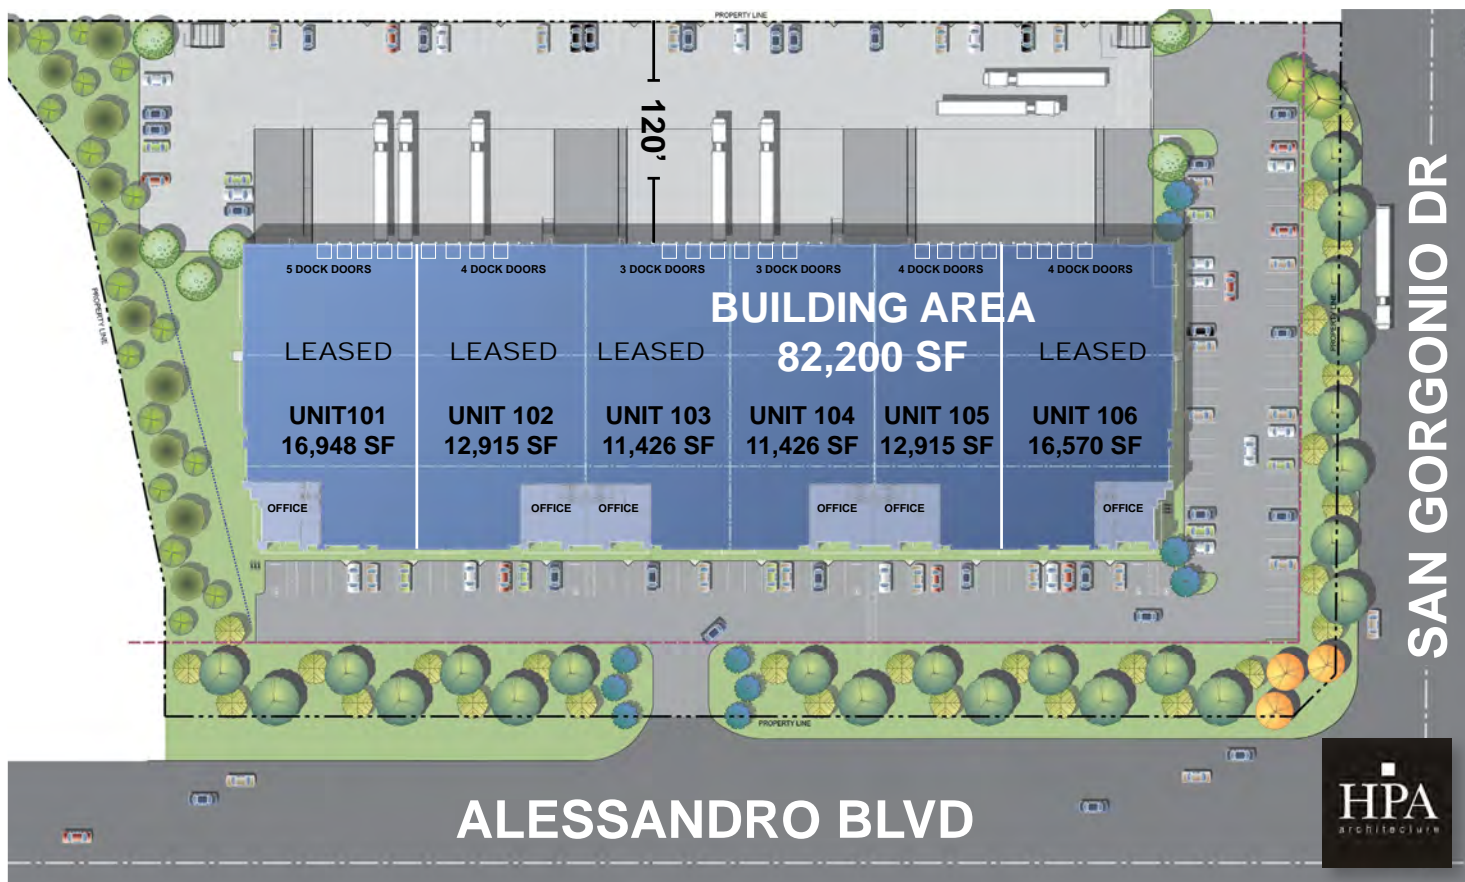 PROPERTY LINE
120'
5 DOCK DOORS
4 DOCK DOORS
3 DOCK DOORS
3 DOCK DOORS
4 DOCK DOORS
4 DOCK DOORS
BUILDING AREA
82,200 SF
LEASED
LEASED
LEASED
LEASED
UNIT101
16,948 SF
UNIT 102
12,915 SF
UNIT 103
11,426 SF
UNIT 104
11,426 SF
UNIT 105
12,915 SF
UNIT 106
16,570 SF
OFFICE
OFFICE
OFFICE
OFFICE
OFFICE
OFFICE
PROPERTY LINE
PROPERTY LINE
PROPERTY LINE
SAN GORGONIO DR
ALESSANDRO BLVD
HPA
architecture